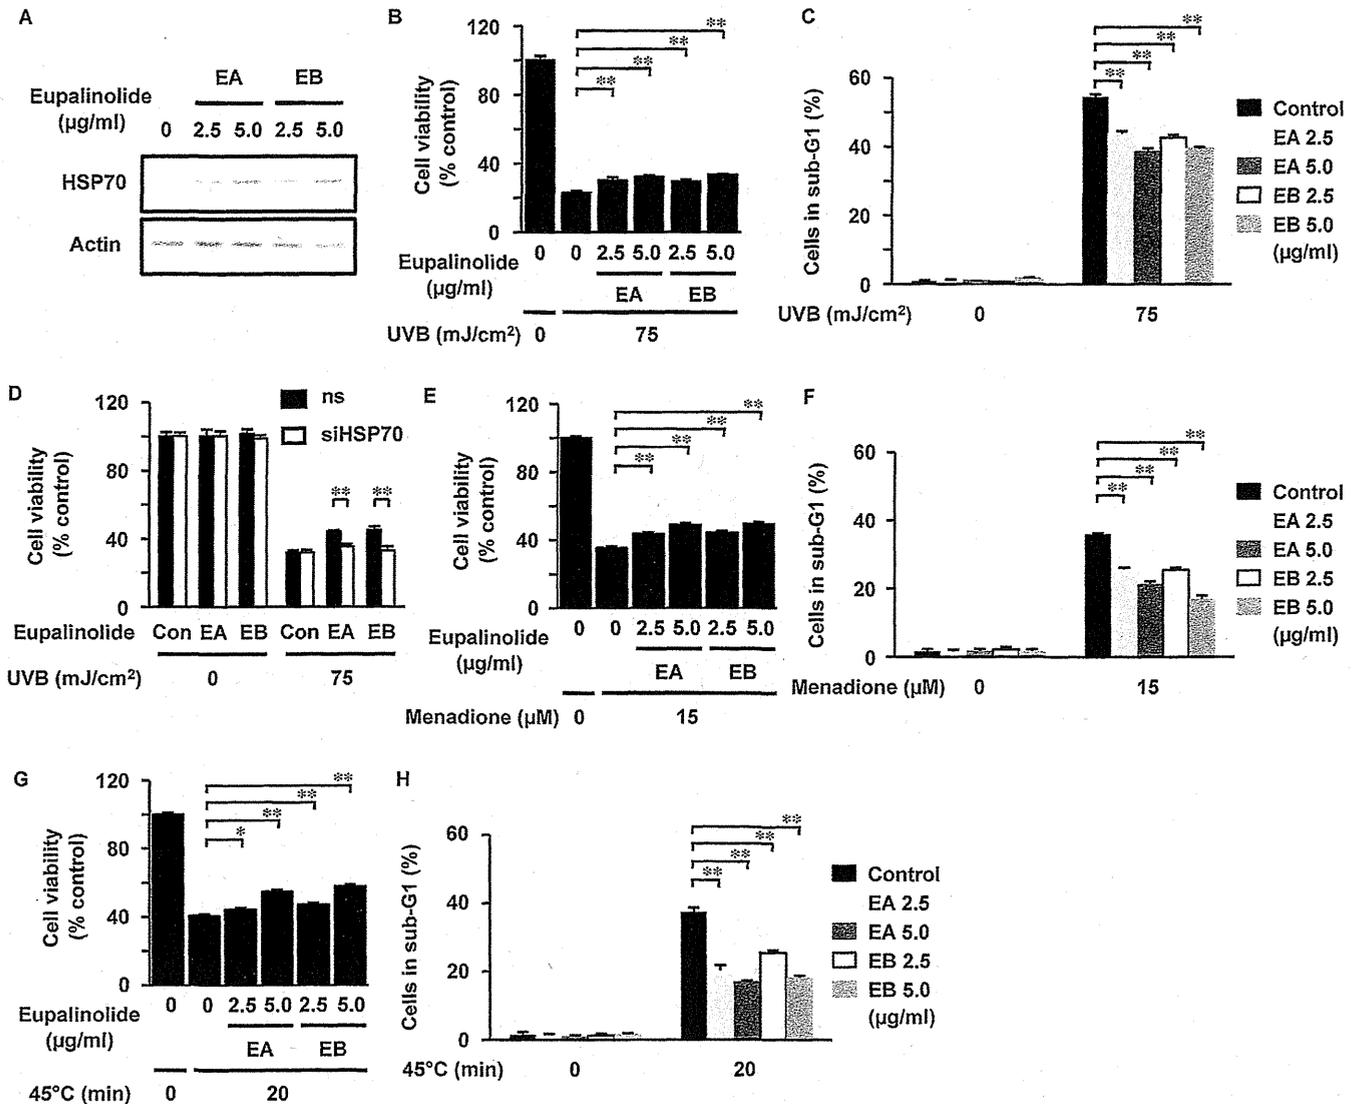 A
EA EB
Eupalinolide
(µg/ml)
0 2.5 5.0 2.5 5.0
HSP70
Actin
B
120
80
40
0
Cell viability
(% control)
** ** ** **
0 0 2.5 5.0 2.5 5.0
Eupalinolide
(µg/ml)
EA EB
UVB (mJ/cm²) 0 75
C
60
40
20
0
Cells in sub-G1 (%)
** ** ** **
UVB (mJ/cm²) 0 75
Control
EA 2.5
EA 5.0
EB 2.5
EB 5.0
(µg/ml)
D
120
80
40
0
Cell viability
(% control)
ns
siHSP70
** **
Eupalinolide Con EA EB Con EA EB
UVB (mJ/cm²) 0 75
E
120
80
40
0
Cell viability
(% control)
** ** ** **
Eupalinolide
(µg/ml)
0 0 2.5 5.0 2.5 5.0
EA EB
Menadione (µM) 0 15
F
60
40
20
0
Cells in sub-G1 (%)
** ** ** **
Menadione (µM) 0 15
Control
EA 2.5
EA 5.0
EB 2.5
EB 5.0
(µg/ml)
G
120
80
40
0
Cell viability
(% control)
* ** ** **
0 0 2.5 5.0 2.5 5.0
Eupalinolide
(µg/ml)
EA EB
45°C (min) 0 20
H
60
40
20
0
Cells in sub-G1 (%)
** ** ** **
45°C (min) 0 20
Control
EA 2.5
EA 5.0
EB 2.5
EB 5.0
(µg/ml)